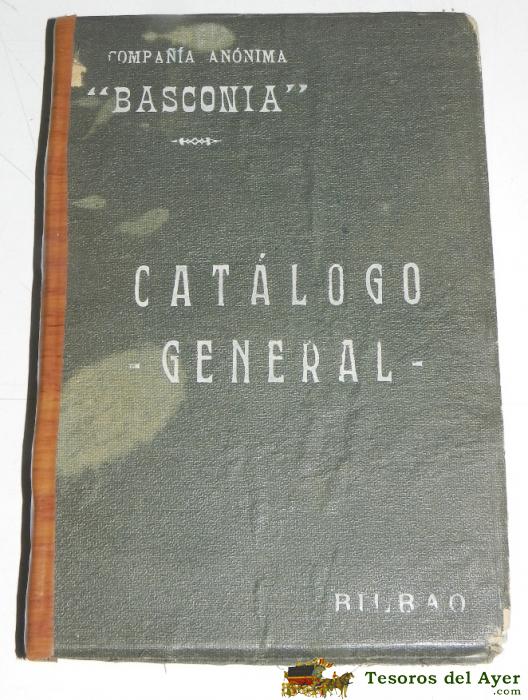 COMPAÑÍA ANÓNIMA
“BASCONIA”
CATÁLOGO
- GENERAL -
BILBAO
Tesoros del Ayer
.com